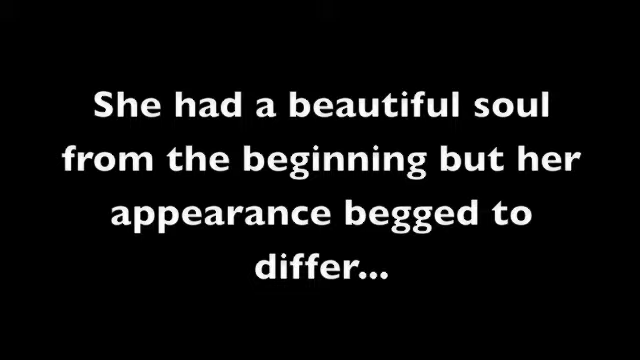 She had a beautiful soul
from the beginning but her
appearance begged to
differ...